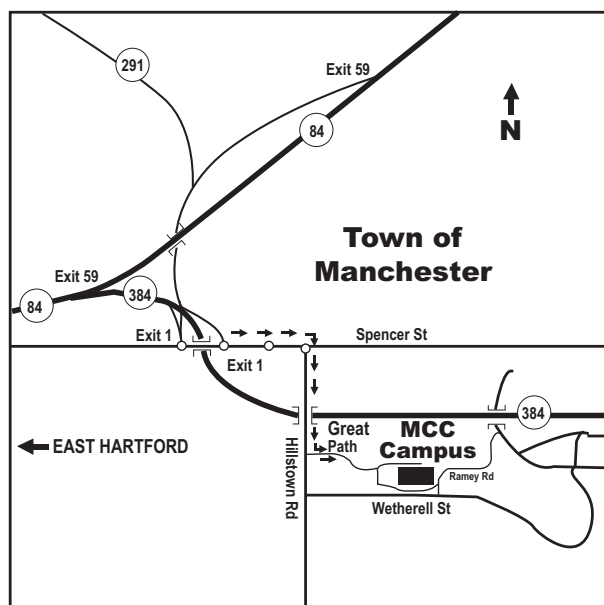 291
Exit 59
84
N
Town of
Manchester
Exit 59
384
84
Exit 1
Spencer St
Exit 1
384
Great
Path
MCC
Campus
EAST HARTFORD
Hillstown Rd
Ramey Rd
Wetherell St